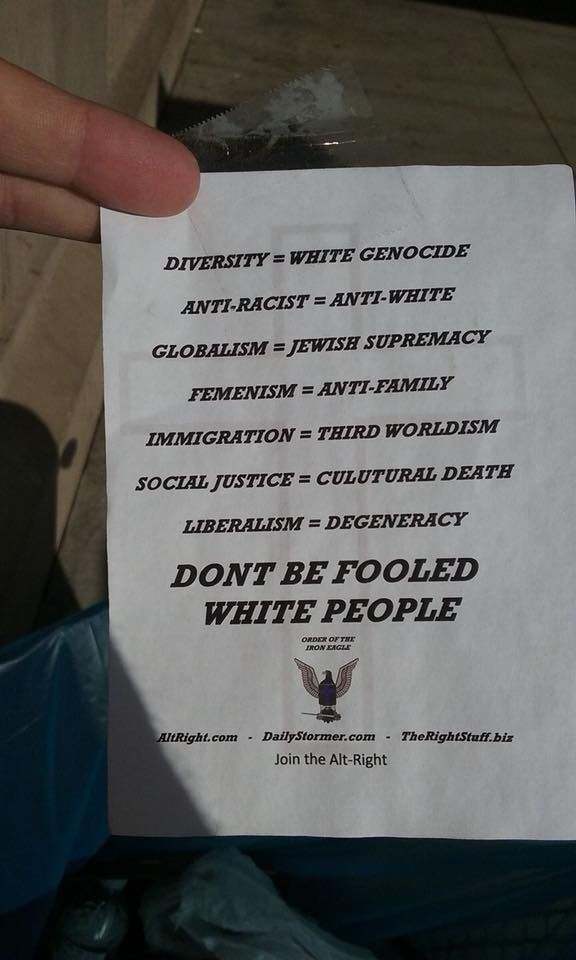 DIVERSITY = WHITE GENOCIDE
ANTI-RACIST = ANTI-WHITE
GLOBALISM = JEWISH SUPREMACY
FEMENISM = ANTI-FAMILY
IMMIGRATION = THIRD WORLDISM
SOCIAL JUSTICE = CULUTURAL DEATH
LIBERALISM = DEGENERACY
DONT BE FOOLED
WHITE PEOPLE
ORDER OF THE
IRON EAGLE
AltRight.com - DailyStormer.com - TheRightStuff.biz
Join the Alt-Right